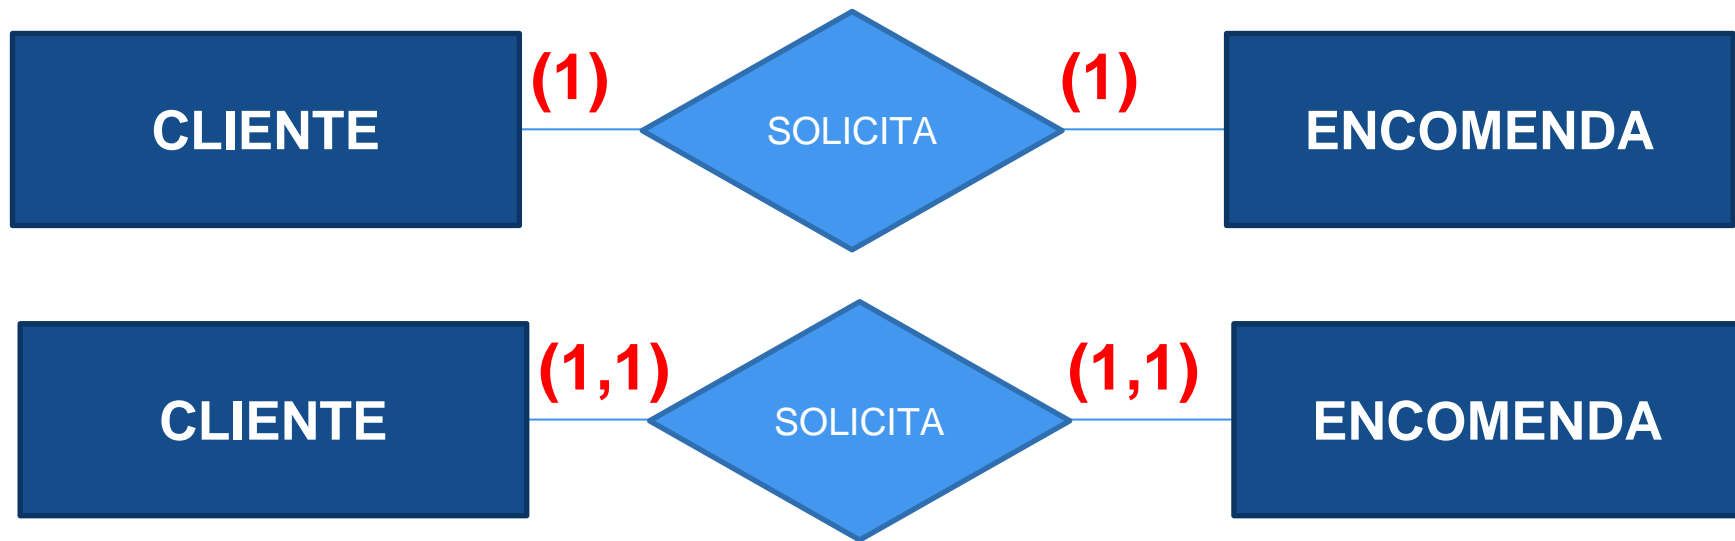 CLIENTE (1) SOLICITA (1) ENCOMENDA
CLIENTE (1,1) SOLICITA (1,1) ENCOMENDA